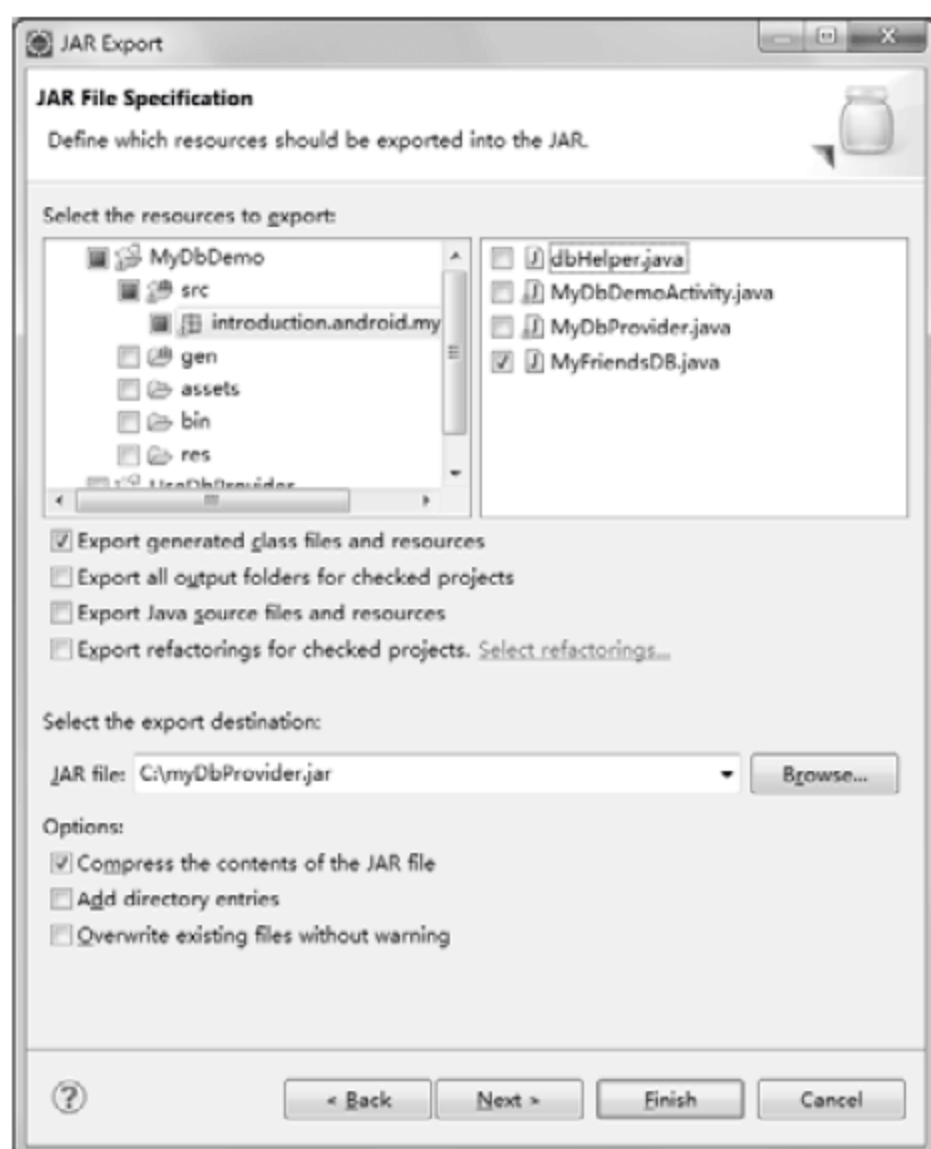 JAR Export
JAR File Specification
Define which resources should be exported into the JAR.
Select the resources to export:
MyDbDemo
src
introduction.android.my
gen
assets
bin
res
UseDbProvider
dbHelper.java
MyDbDemoActivity.java
MyDbProvider.java
MyFriendsDB.java
Export generated class files and resources
Export all output folders for checked projects
Export Java source files and resources
Export refactorings for checked projects. Select refactorings...
Select the export destination:
JAR file: C:\myDbProvider.jar
Browse...
Options:
Compress the contents of the JAR file
Add directory entries
Overwrite existing files without warning
?
< Back
Next >
Finish
Cancel